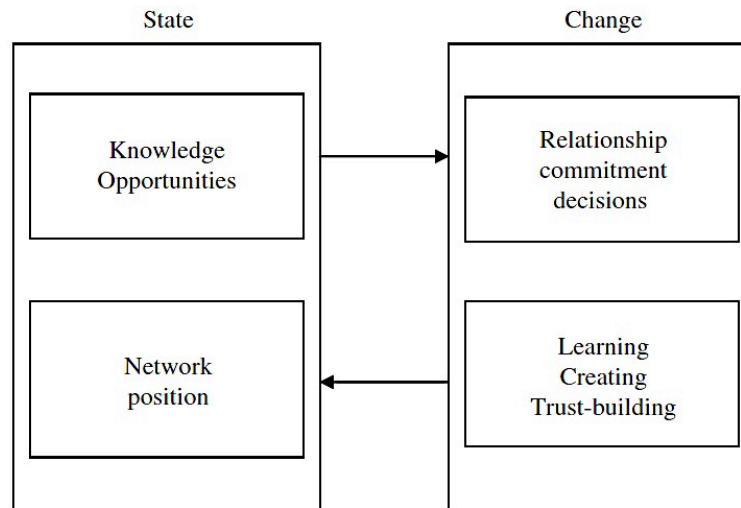 State
Change
Knowledge
Opportunities
Relationship
commitment
decisions
Network
position
Learning
Creating
Trust-building